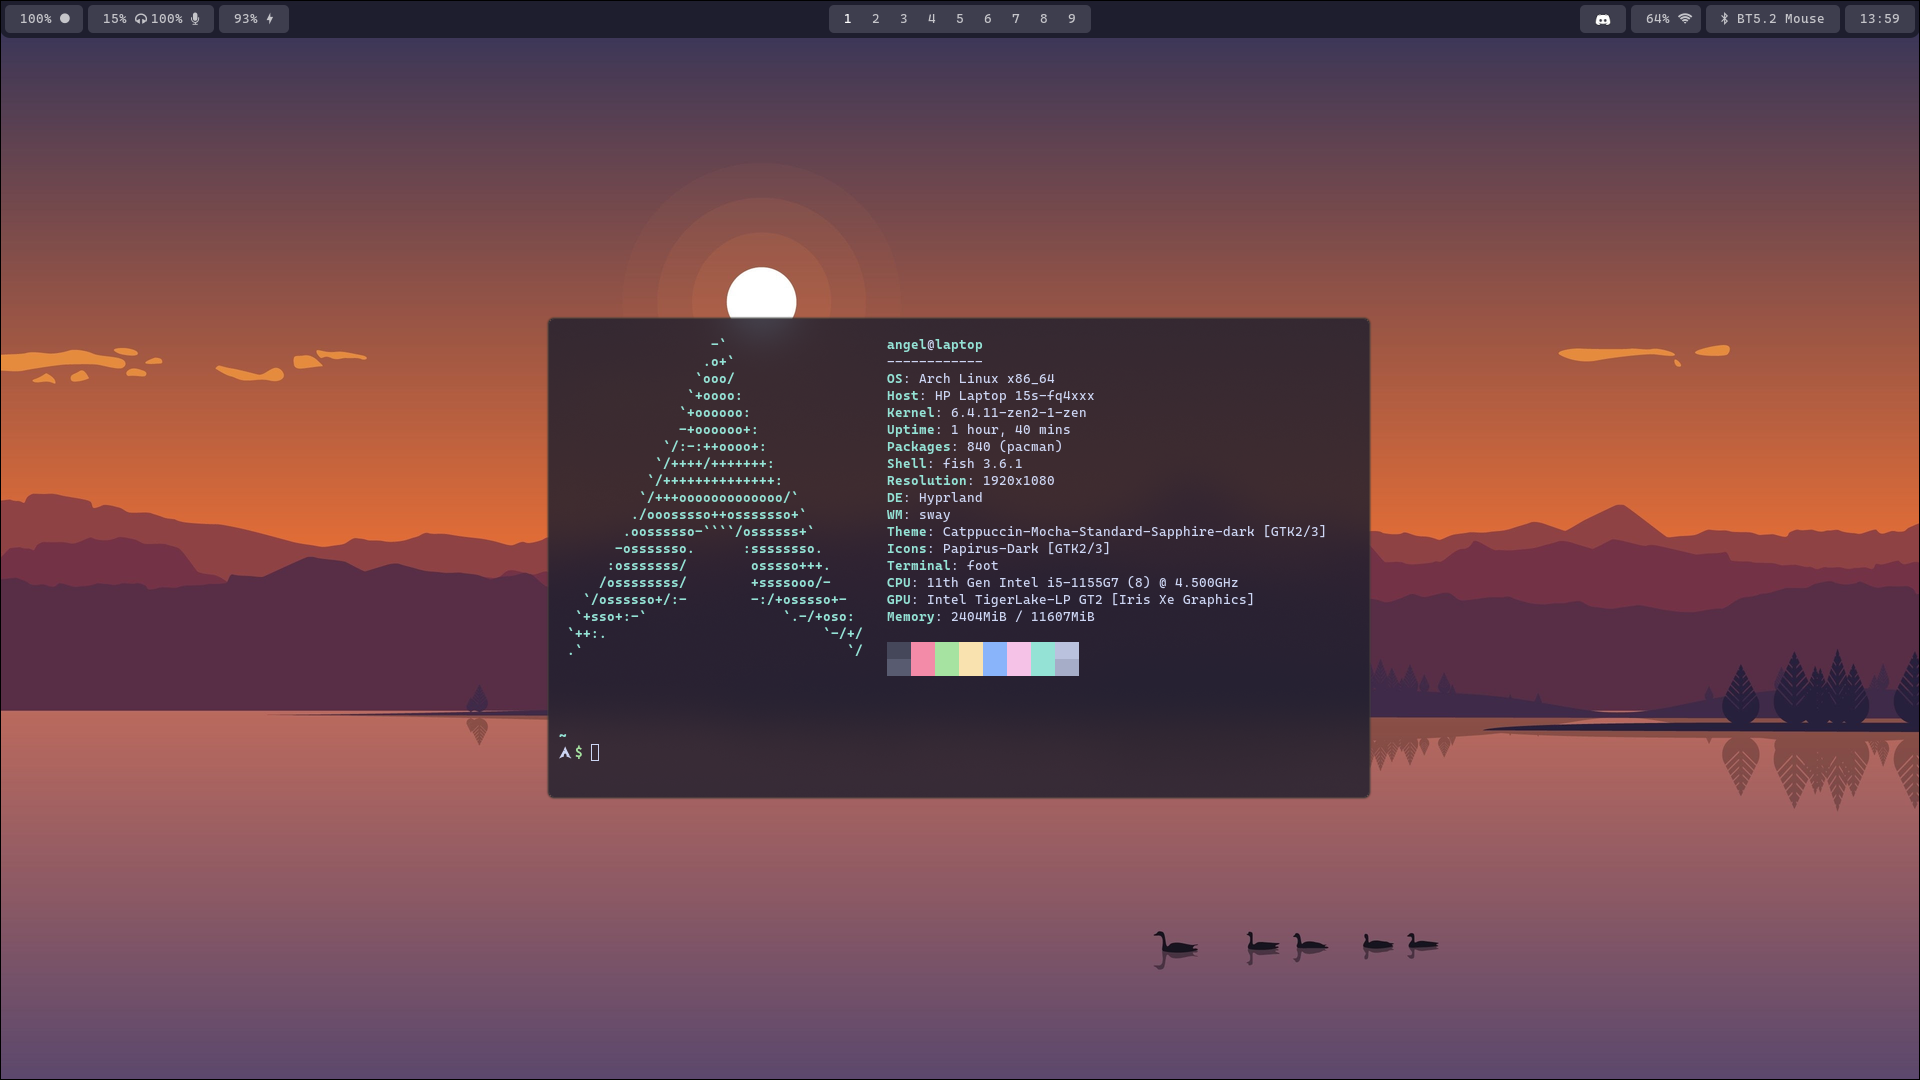 100%
15% 100%
93%
1 2 3 4 5 6 7 8 9
64%
BT5.2 Mouse
13:59
-`
.o+`
`ooo/
`+oooo:
`+oooooo:
-+oooooo+:
`/:-:++oooo+:
`/++++/+++++++:
`/++++++++++++++:
`/+++ooooooooooooo/`
./ooosssso++osssssso+`
.oossssso-````/ossssss+`
-osssssso. :ssssssso.
:osssssss/ osssso+++.
/ossssssss/ +ssssooo/-
`/ossssso+/:- -:/+osssso+-
`+sso+:-` `.-/+oso:
`++:. `-/+/
.` `/
angel@laptop
------------
OS: Arch Linux x86_64
Host: HP Laptop 15s-fq4xxx
Kernel: 6.4.11-zen2-1-zen
Uptime: 1 hour, 40 mins
Packages: 840 (pacman)
Shell: fish 3.6.1
Resolution: 1920x1080
DE: Hyprland
WM: sway
Theme: Catppuccin-Mocha-Standard-Sapphire-dark [GTK2/3]
Icons: Papirus-Dark [GTK2/3]
Terminal: foot
CPU: 11th Gen Intel i5-1155G7 (8) @ 4.500GHz
GPU: Intel TigerLake-LP GT2 [Iris Xe Graphics]
Memory: 2404MiB / 11607MiB
~
$